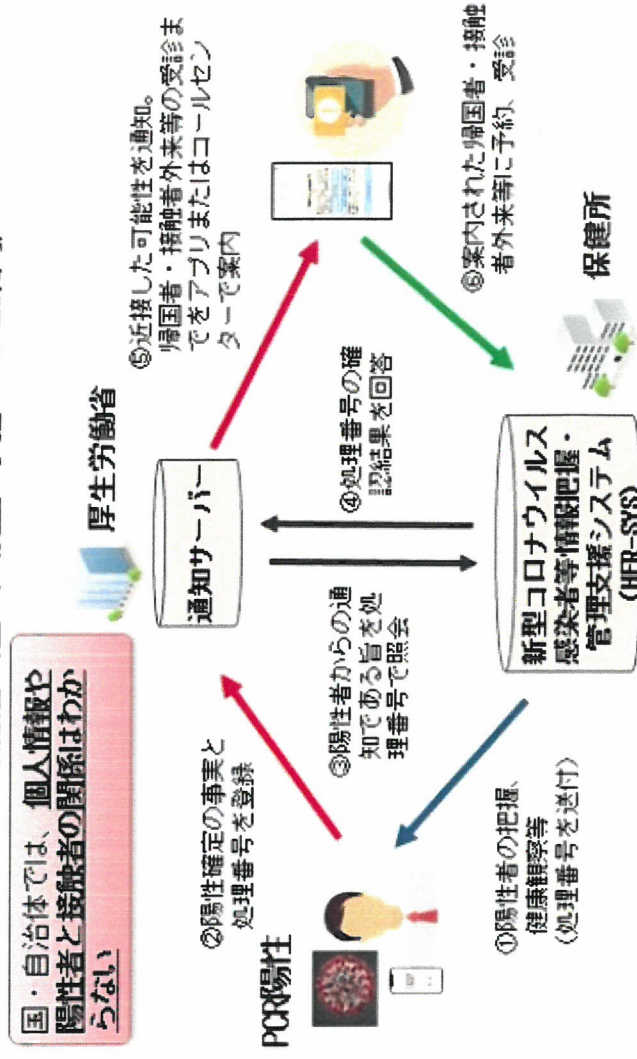 国・自治体では、個人情報や
陽性者と接触者の関係はわか
らない
厚生労働省
通知サーバー
⑤近接した可能性を通知。
帰国者・接触者外来等の受診ま
でをアプリまたはコールセン
ターで案内
②陽性確定の事実と
処理番号を登録
③陽性者からの通
知である旨を処
理番号で照会
④処理番号の確
認結果を回答
PCR陽性
①陽性者の把握、
健康観察等
(処理番号を送付)
新型コロナウイルス
感染者等情報把握・
管理支援システム
(HER-SYS)
保健所
⑥案内された帰国者・接触
者外来等に予約、受診